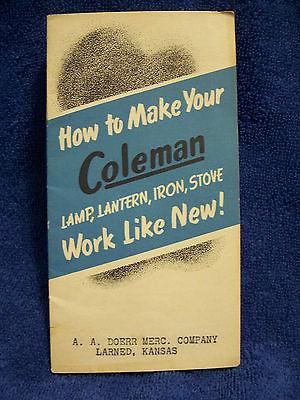 How to Make Your
Coleman
LAMP, LANTERN, IRON, STOVE
Work Like New!
A. A. DOERR MERC. COMPANY
LARNED, KANSAS